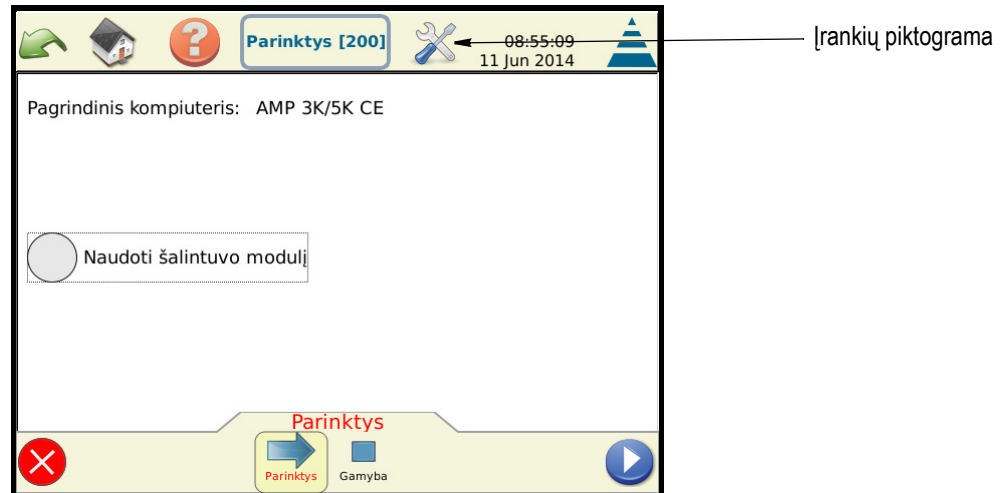 Parinktys [200]
08:55:09
11 Jun 2014
Įrankių piktograma
Pagrindinis kompiuteris: AMP 3K/5K CE
Naudoti šalintuvo modulį
Parinktys
Parinktys
Gamyba